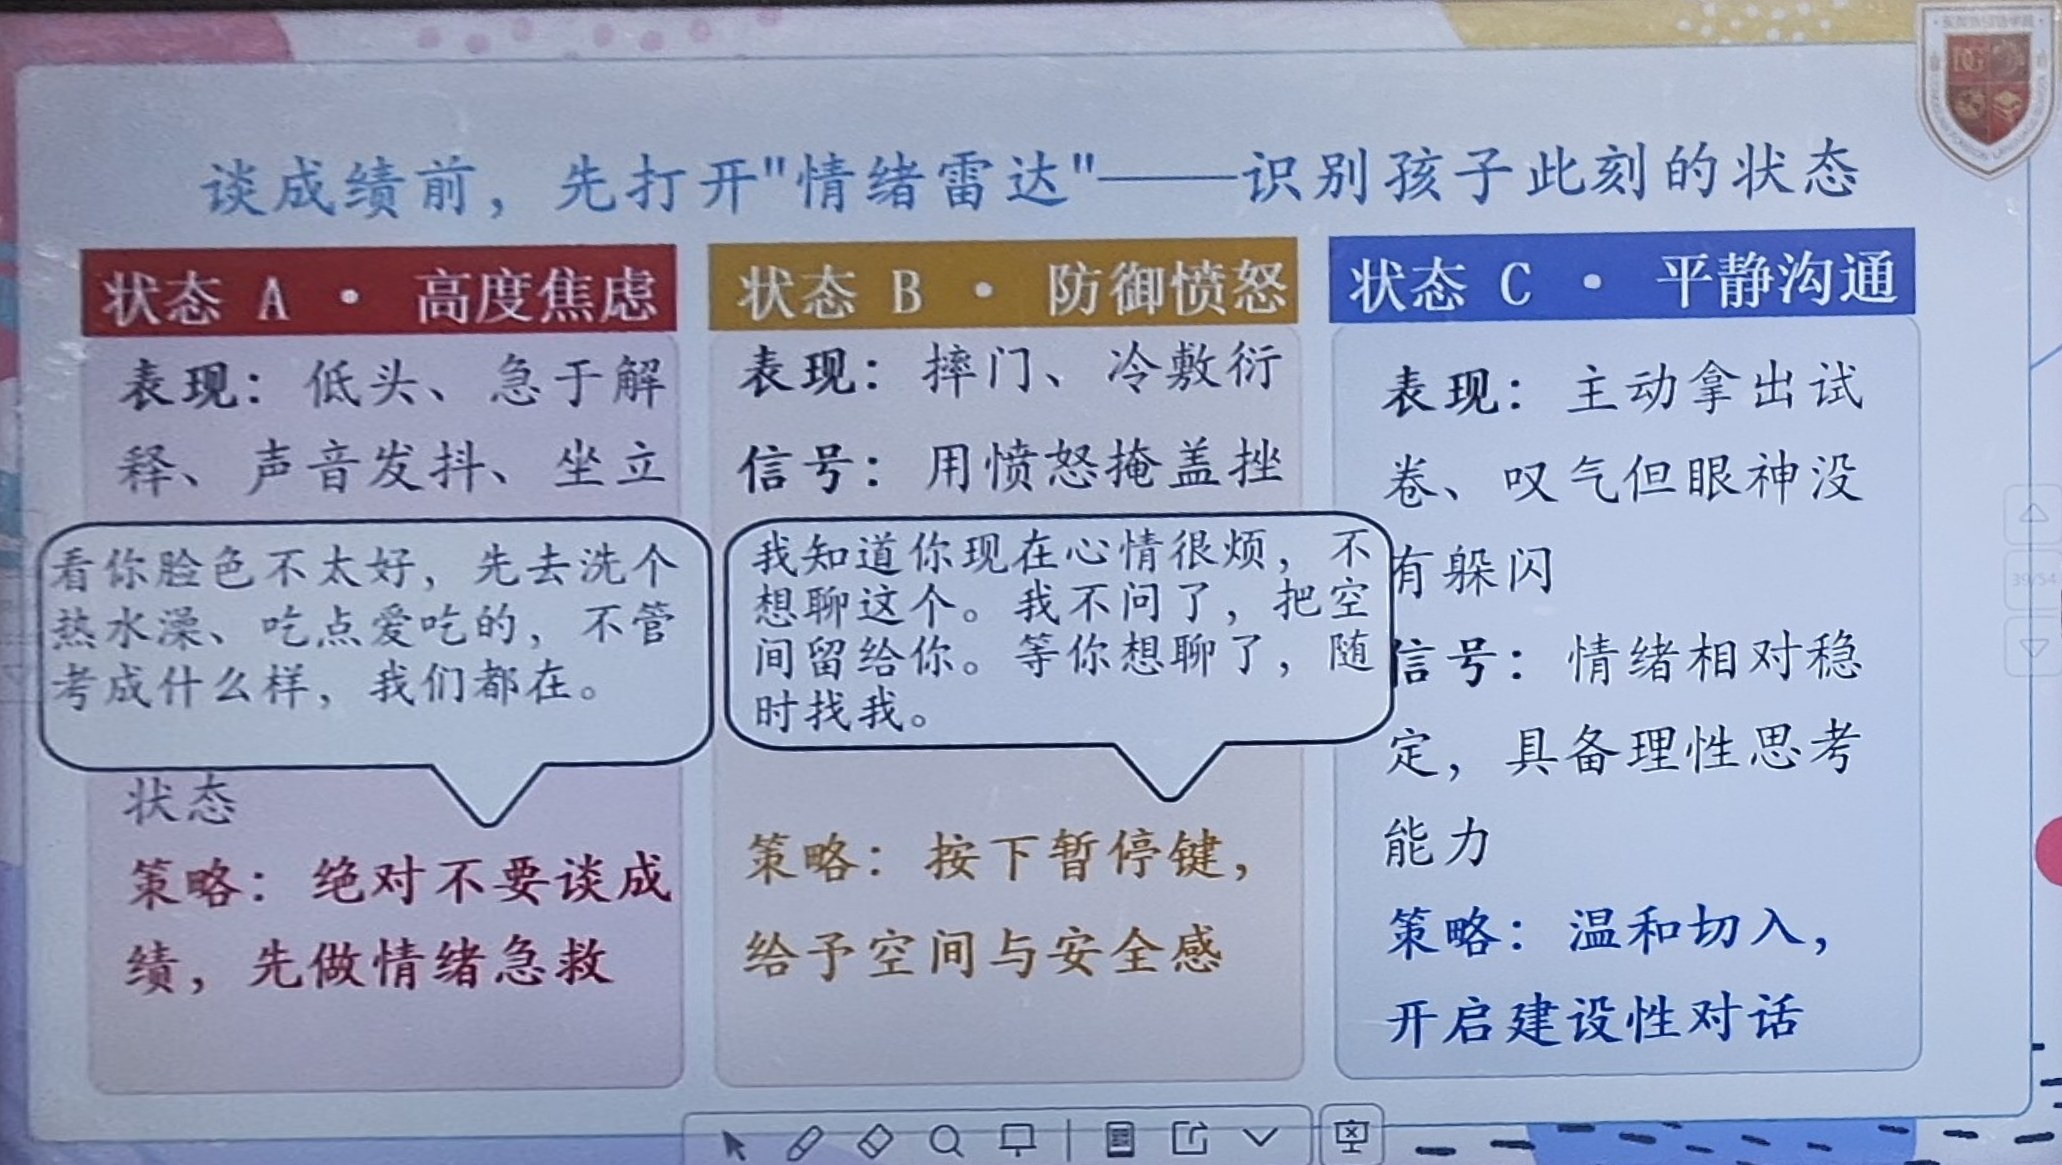 谈成绩前，先打开"情绪雷达"——识别孩子此刻的状态
状态 A · 高度焦虑
表现：低头、急于解
释、声音发抖、坐立
看你脸色不太好，先去洗个
热水澡、吃点爱吃的，不管
考成什么样，我们都在。
状态
策略：绝对不要谈成
绩，先做情绪急救
状态 B · 防御愤怒
表现：摔门、冷敷衍
信号：用愤怒掩盖挫
我知道你现在心情很烦，不
想聊这个。我不问了，把空
间留给你。等你想聊了，随
时找我。
策略：按下暂停键，
给予空间与安全感
状态 C · 平静沟通
表现：主动拿出试
卷、叹气但眼神没
有躲闪
信号：情绪相对稳
定，具备理性思考
能力
策略：温和切入，
开启建设性对话
39/54